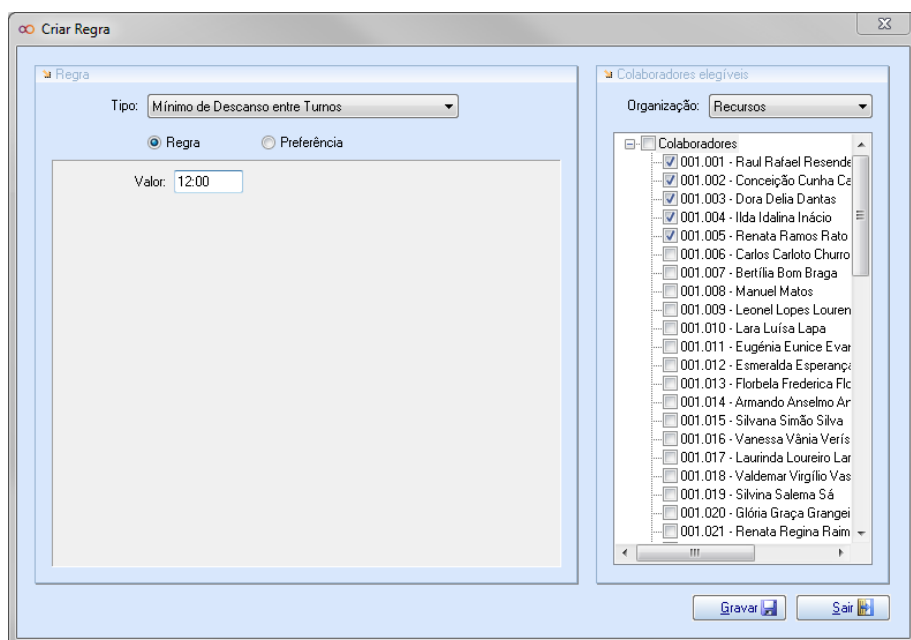 Criar Regra
Regra
Tipo: Mínimo de Descanso entre Turnos
Regra Preferência
Valor: 12:00
Colaboradores elegíveis
Organização: Recursos
Colaboradores
001.001 - Raul Rafael Resende
001.002 - Conceição Cunha Ca
001.003 - Dora Delia Dantas
001.004 - Ilda Idalina Inácio
001.005 - Renata Ramos Rato
001.006 - Carlos Carloto Churro
001.007 - Bertília Bom Braga
001.008 - Manuel Matos
001.009 - Leonel Lopes Louren
001.010 - Lara Luísa Lapa
001.011 - Eugénia Eunice Evar
001.012 - Esmeralda Esperança
001.013 - Florbela Frederica Flo
001.014 - Armando Anselmo Ar
001.015 - Silvana Simão Silva
001.016 - Vanessa Vânia Verís
001.017 - Laurinda Loureiro Lar
001.018 - Valdemar Virgílio Vas
001.019 - Silvina Salema Sá
001.020 - Glória Graça Grangei
001.021 - Renata Regina Raim
Gravar Sair